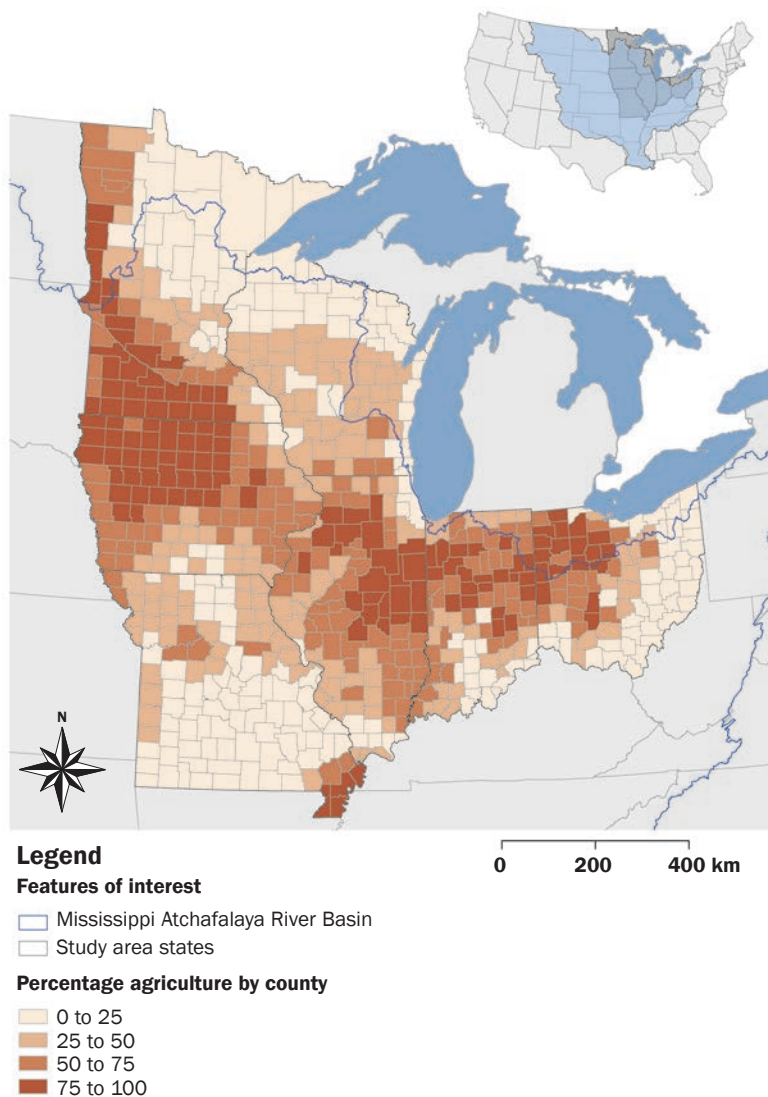 N
0 200 400 km
Legend
Features of interest
Mississippi Atchafalaya River Basin
Study area states
Percentage agriculture by county
0 to 25
25 to 50
50 to 75
75 to 100